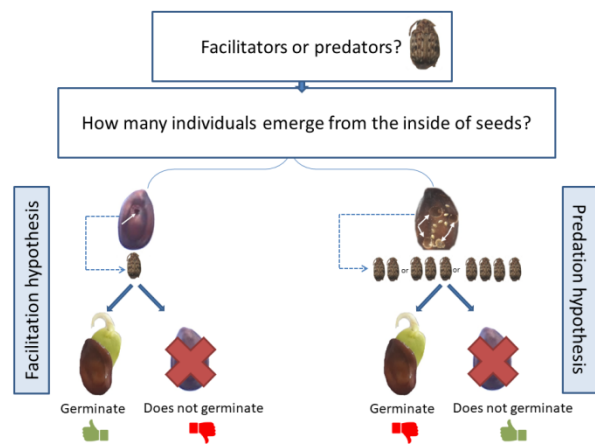 Facilitators or predators?
How many individuals emerge from the inside of seeds?
Facilitation hypothesis
Predation hypothesis
or
or
Germinate
Does not germinate
Germinate
Does not germinate